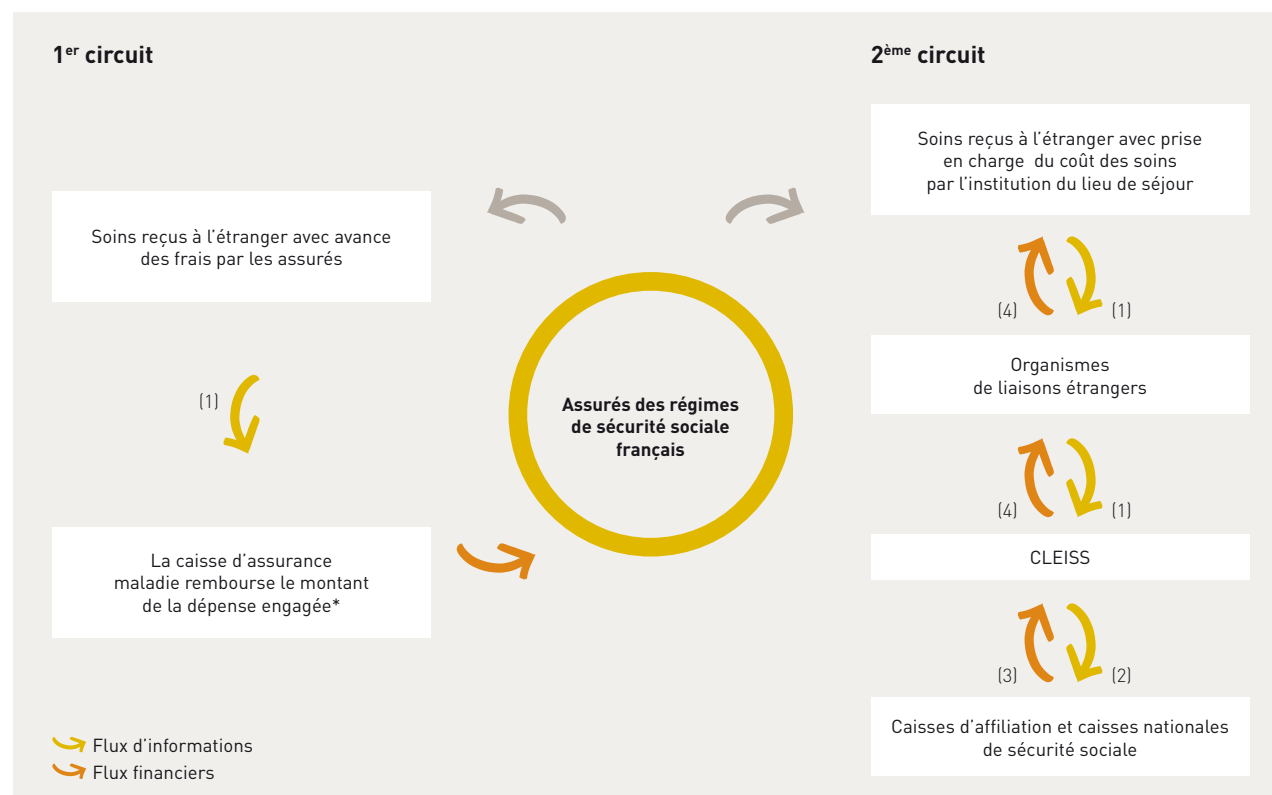 1er circuit
Soins reçus à l'étranger avec avance
des frais par les assurés
(1)
La caisse d'assurance
maladie rembourse le montant
de la dépense engagée*
Assurés des régimes
de sécurité sociale
français
2ème circuit
Soins reçus à l'étranger avec prise
en charge du coût des soins
par l'institution du lieu de séjour
(4) (1)
Organismes
de liaisons étrangers
(4) (1)
CLEISS
(3) (2)
Caisses d'affiliation et caisses nationales
de sécurité sociale
Flux d'informations
Flux financiers